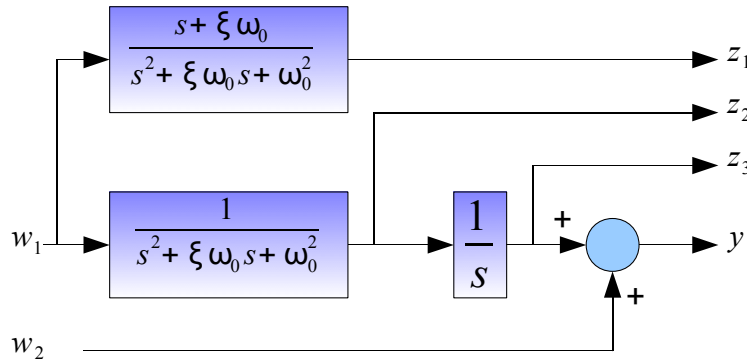 s + ξ ω₀
s² + ξ ω₀ s + ω₀²
z₁
z₂
z₃
w₁
1
s² + ξ ω₀ s + ω₀²
1
s
+
y
+
w₂